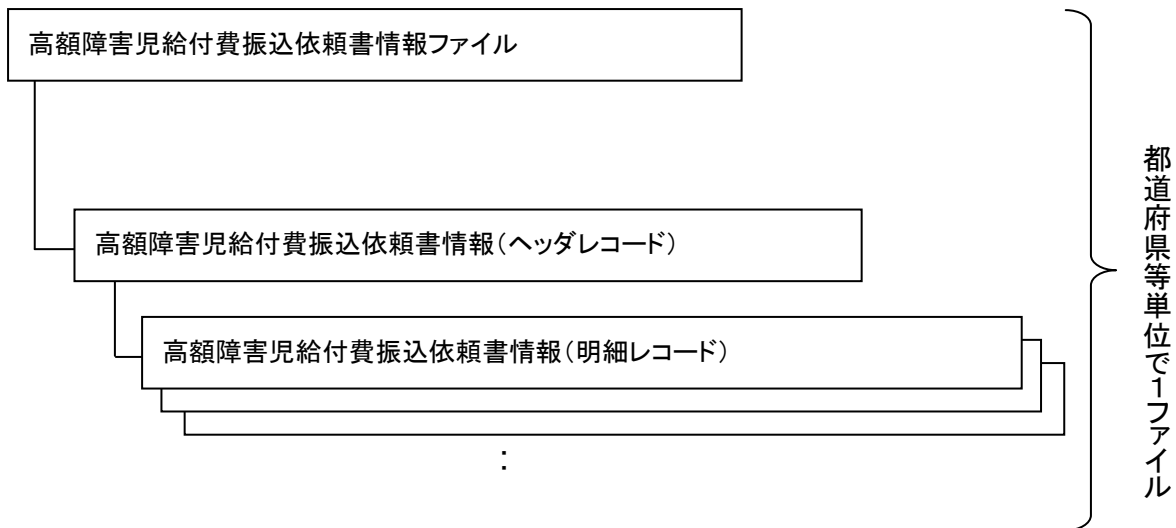 高額障害児給付費振込依頼書情報ファイル
高額障害児給付費振込依頼書情報(ヘッダレコード)
高額障害児給付費振込依頼書情報(明細レコード)
:
都道府県等単位で1ファイル